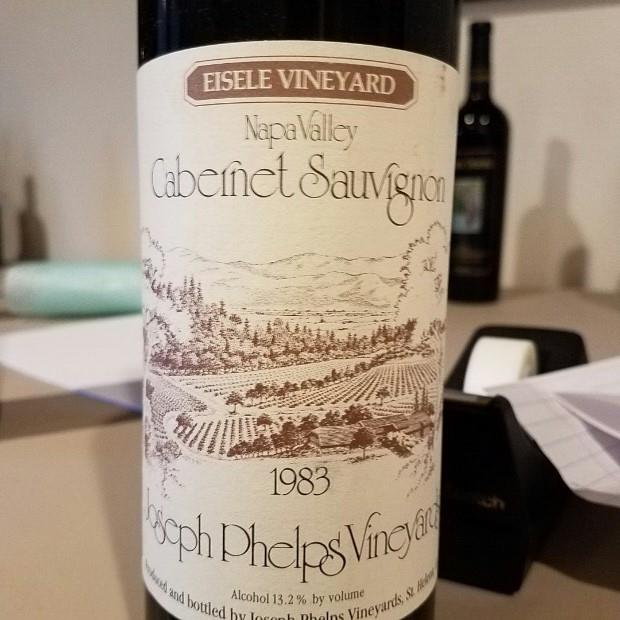 EISELE VINEYARD
Napa Valley
Cabernet Sauvignon
1983
Joseph Phelps Vineyards
Alcohol 13.2% by volume
Produced and bottled by Joseph Phelps Vineyards, St. Helena